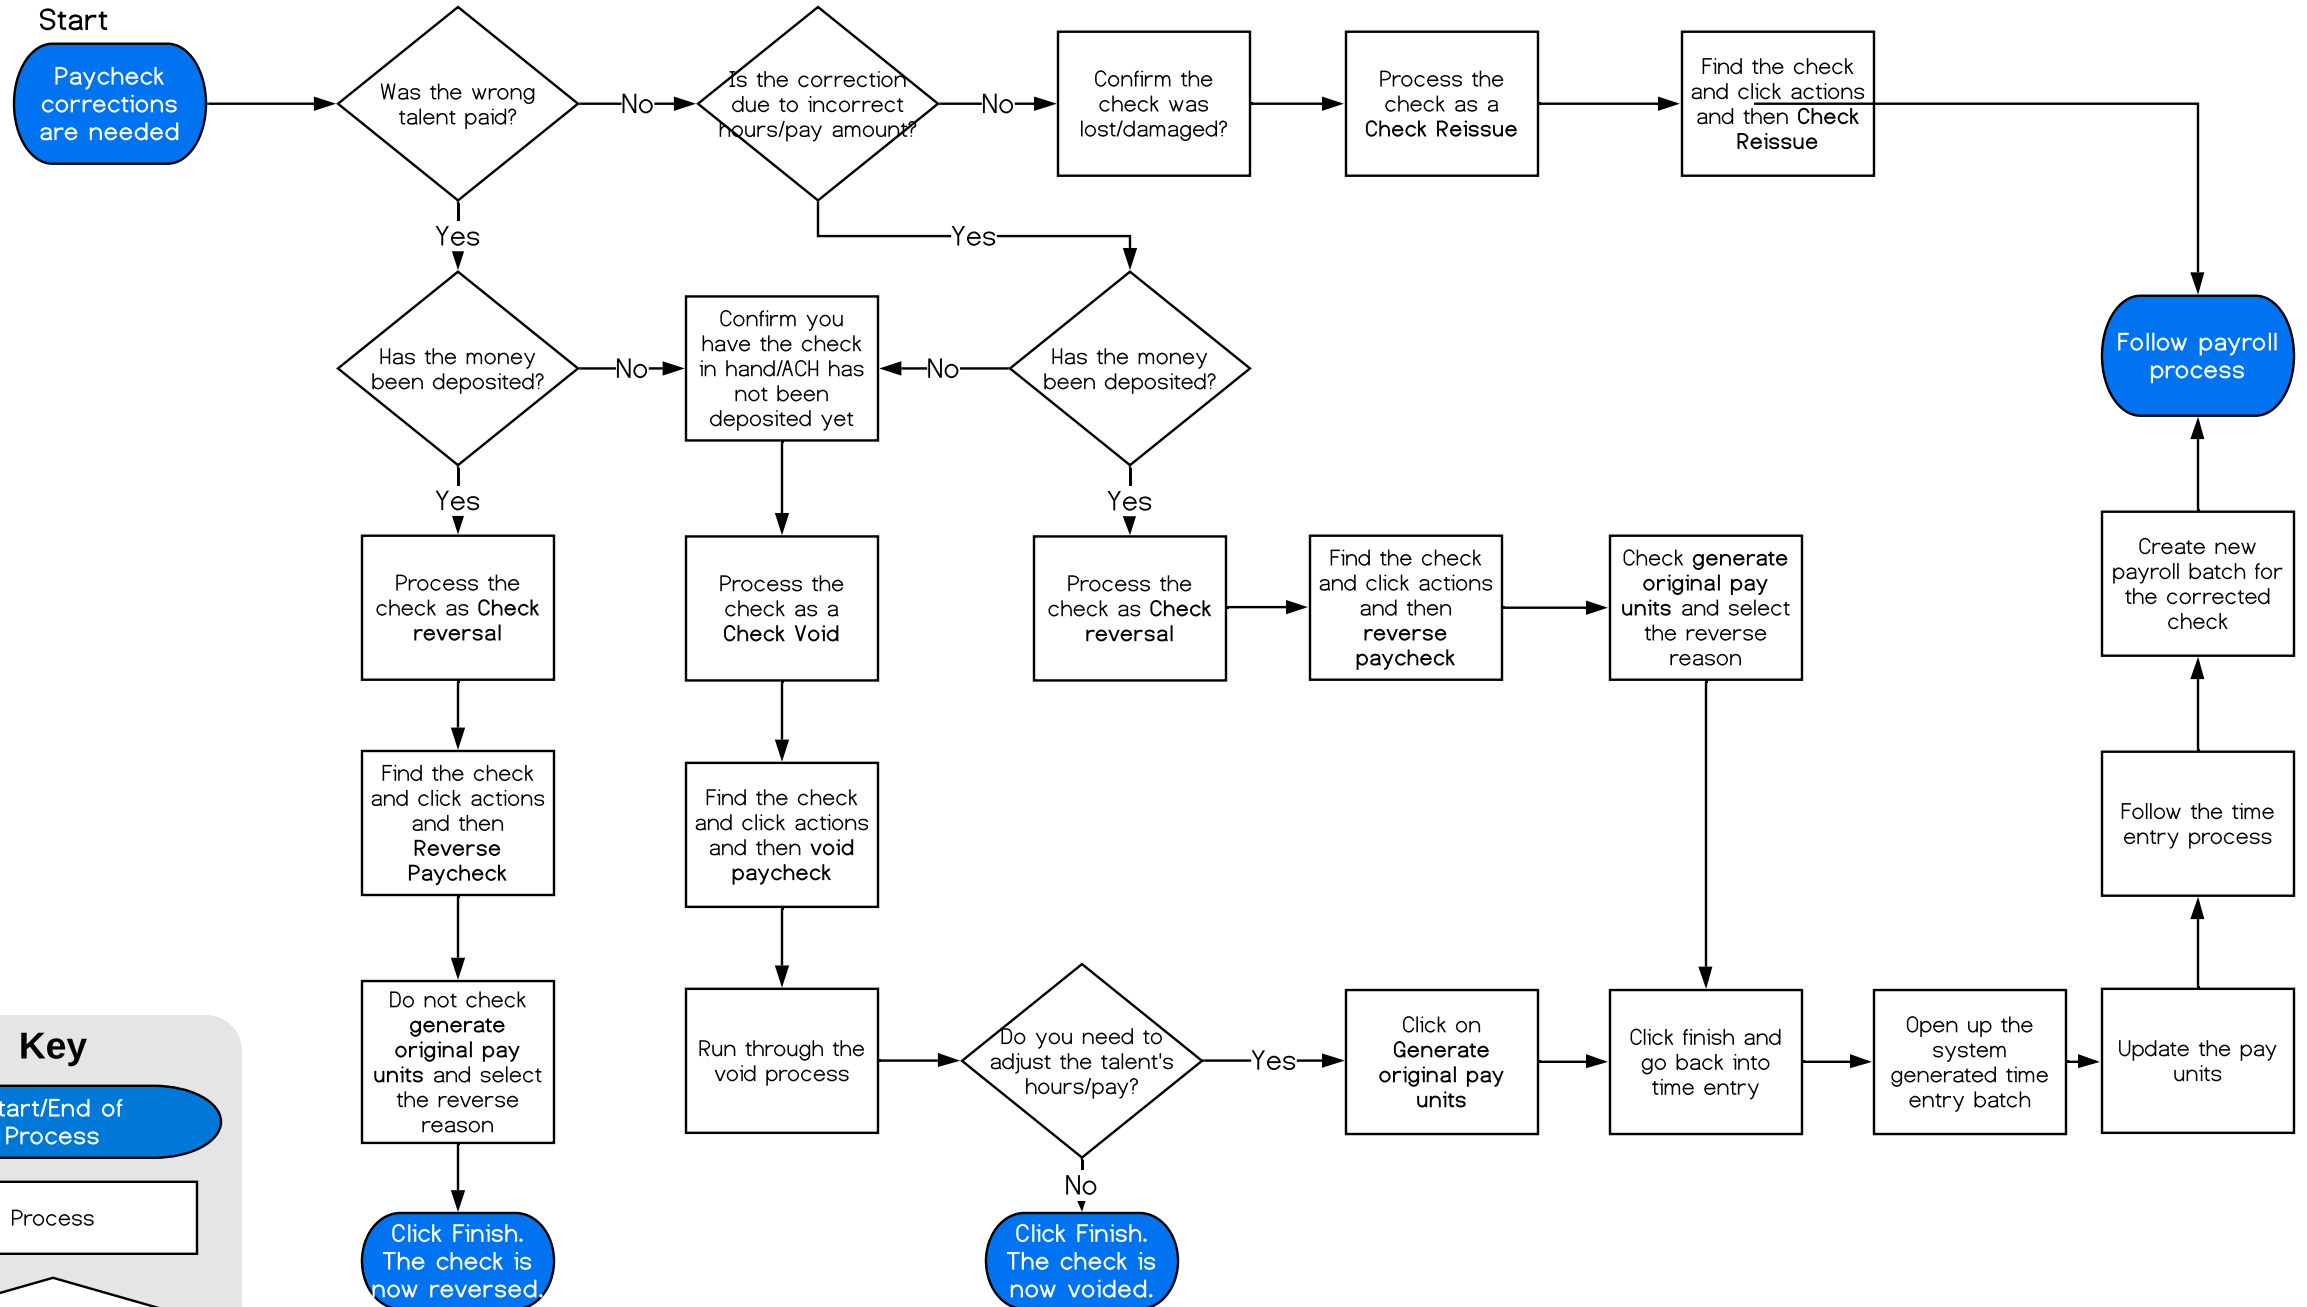 Start
Paycheck
corrections
are needed
Was the wrong
talent paid?
No
Is the correction
due to incorrect
hours/pay amount?
No
Confirm the
check was
lost/damaged?
Process the
check as a
Check Reissue
Find the check
and click actions
and then Check
Reissue
Yes
Yes
Has the money
been deposited?
No
Confirm you
have the check
in hand/ACH has
not been
deposited yet
No
Has the money
been deposited?
Follow payroll
process
Yes
Yes
Process the
check as Check
reversal
Process the
check as a
Check Void
Process the
check as Check
reversal
Find the check
and click actions
and then
reverse
paycheck
Check generate
original pay
units and select
the reverse
reason
Create new
payroll batch for
the corrected
check
Find the check
and click actions
and then
Reverse
Paycheck
Find the check
and click actions
and then void
paycheck
Follow the time
entry process
Do not check
generate
original pay
units and select
the reverse
reason
Run through the
void process
Do you need to
adjust the talent's
hours/pay?
Yes
Click on
Generate
original pay
units
Click finish and
go back into
time entry
Open up the
system
generated time
entry batch
Update the pay
units
No
Click Finish.
The check is
now reversed.
Click Finish.
The check is
now voided.
Key
tart/End of
Process
Process